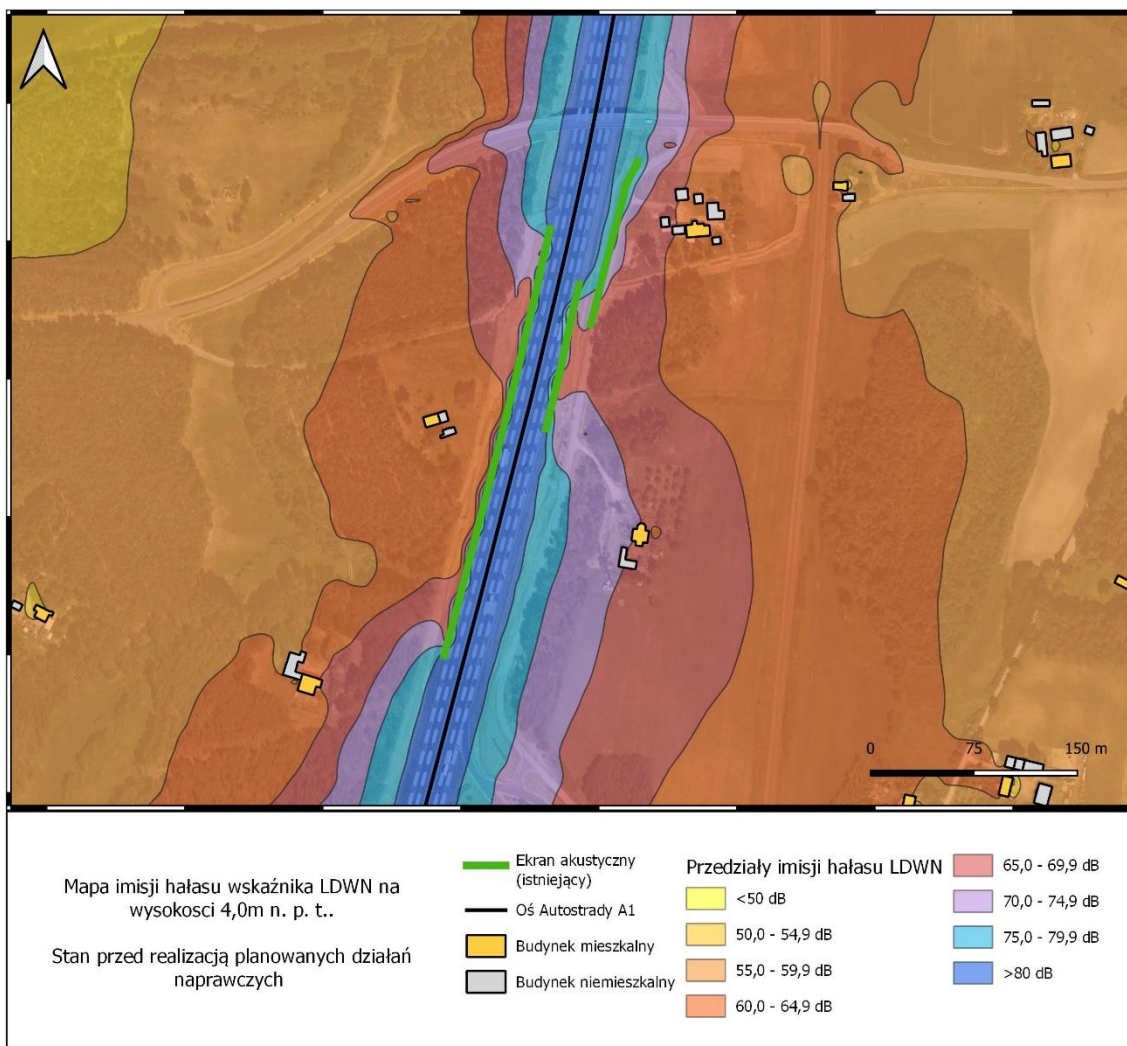 0 75 150 m
Mapa imisji hałasu wskaźnika LDWN na
wysokosci 4,0m n. p. t..
Stan przed realizacją planowanych działań
naprawczych
Ekran akustyczny
(istniejący)
Oś Autostrady A1
Budynek mieszkalny
Budynek niemieszkalny
Przedziały imisji hałasu LDWN
<50 dB
50,0 - 54,9 dB
55,0 - 59,9 dB
60,0 - 64,9 dB
65,0 - 69,9 dB
70,0 - 74,9 dB
75,0 - 79,9 dB
>80 dB